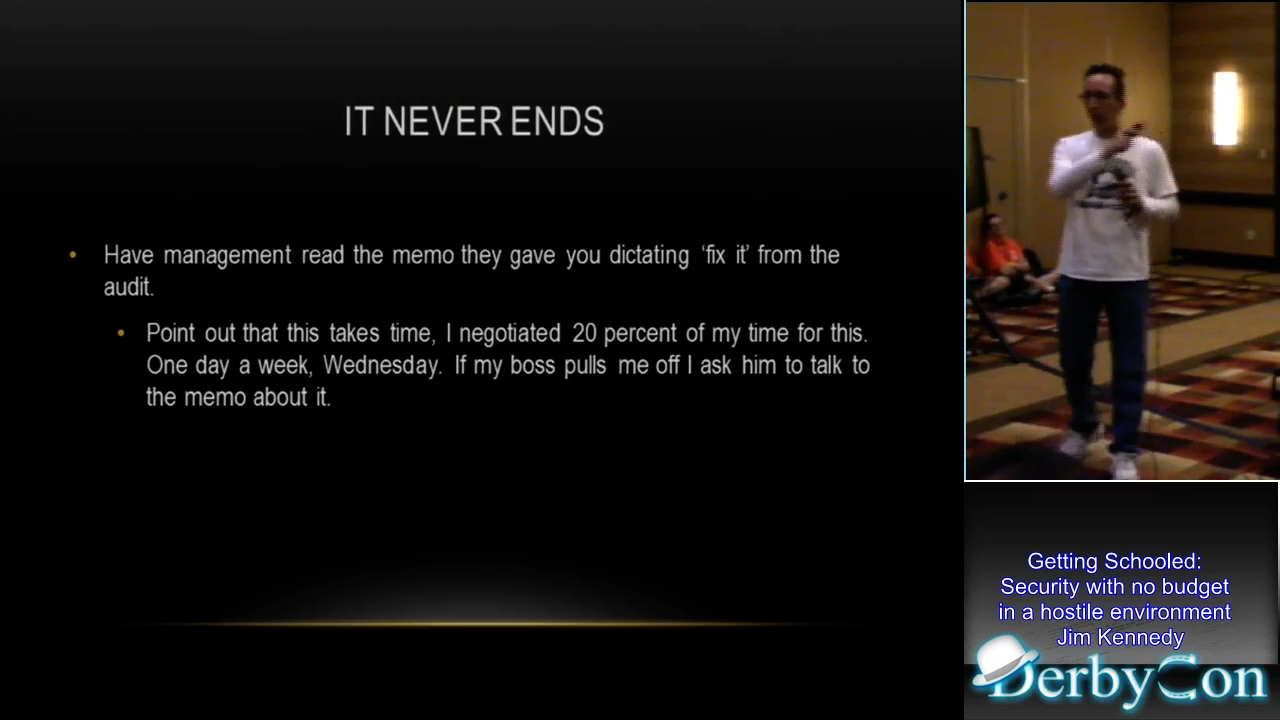 IT NEVER ENDS
• Have management read the memo they gave you dictating ‘fix it’ from the
audit.
• Point out that this takes time, I negotiated 20 percent of my time for this.
One day a week, Wednesday. If my boss pulls me off I ask him to talk to
the memo about it.
Getting Schooled:
Security with no budget
in a hostile environment
Jim Kennedy
DerbyCon